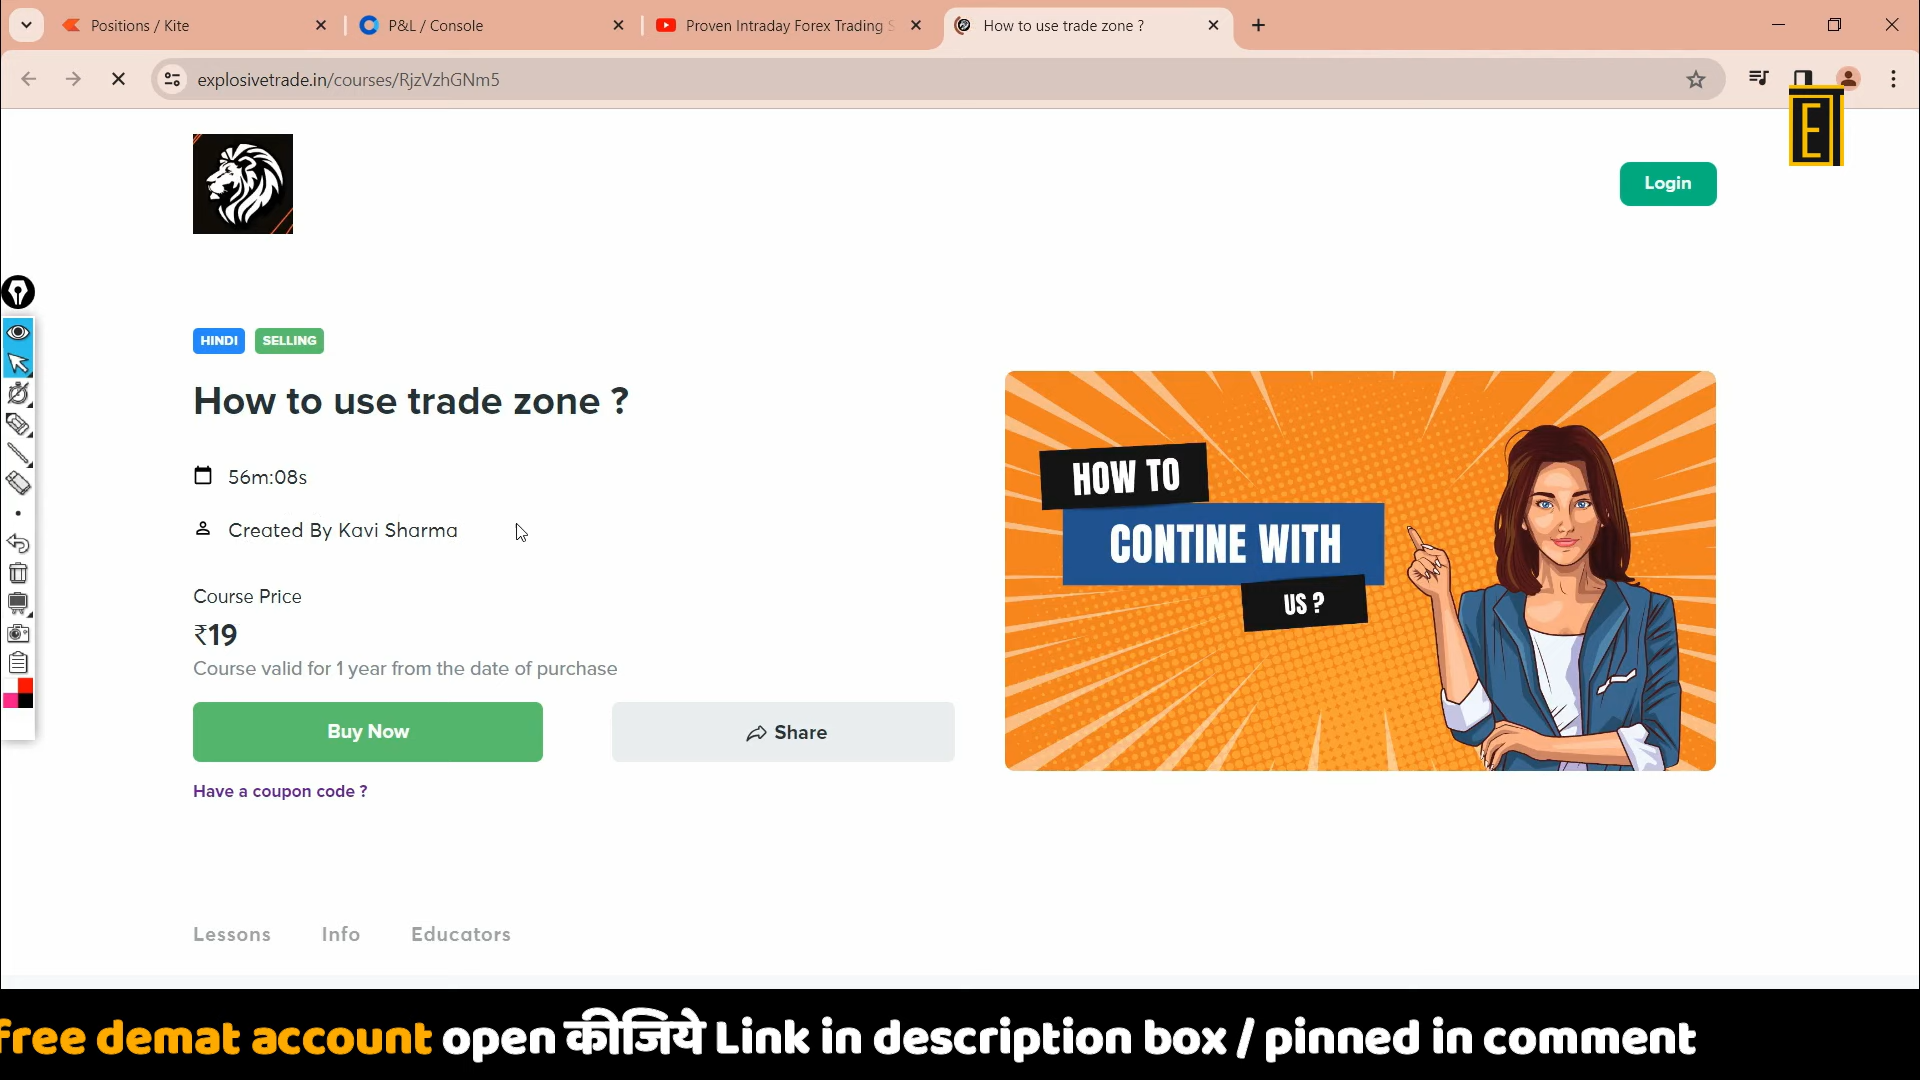 Positions / Kite
P&L / Console
Proven Intraday Forex Trading S
How to use trade zone ?
explosivetrade.in/courses/RjzVzhGNm5
E
Login
HINDI SELLING
How to use trade zone ?
56m:08s
Created By Kavi Sharma
Course Price
₹19
Course valid for 1 year from the date of purchase
Buy Now
Share
Have a coupon code ?
HOW TO
CONTINE WITH
US ?
Lessons Info Educators
free demat account open कीजिये Link in description box / pinned in comment